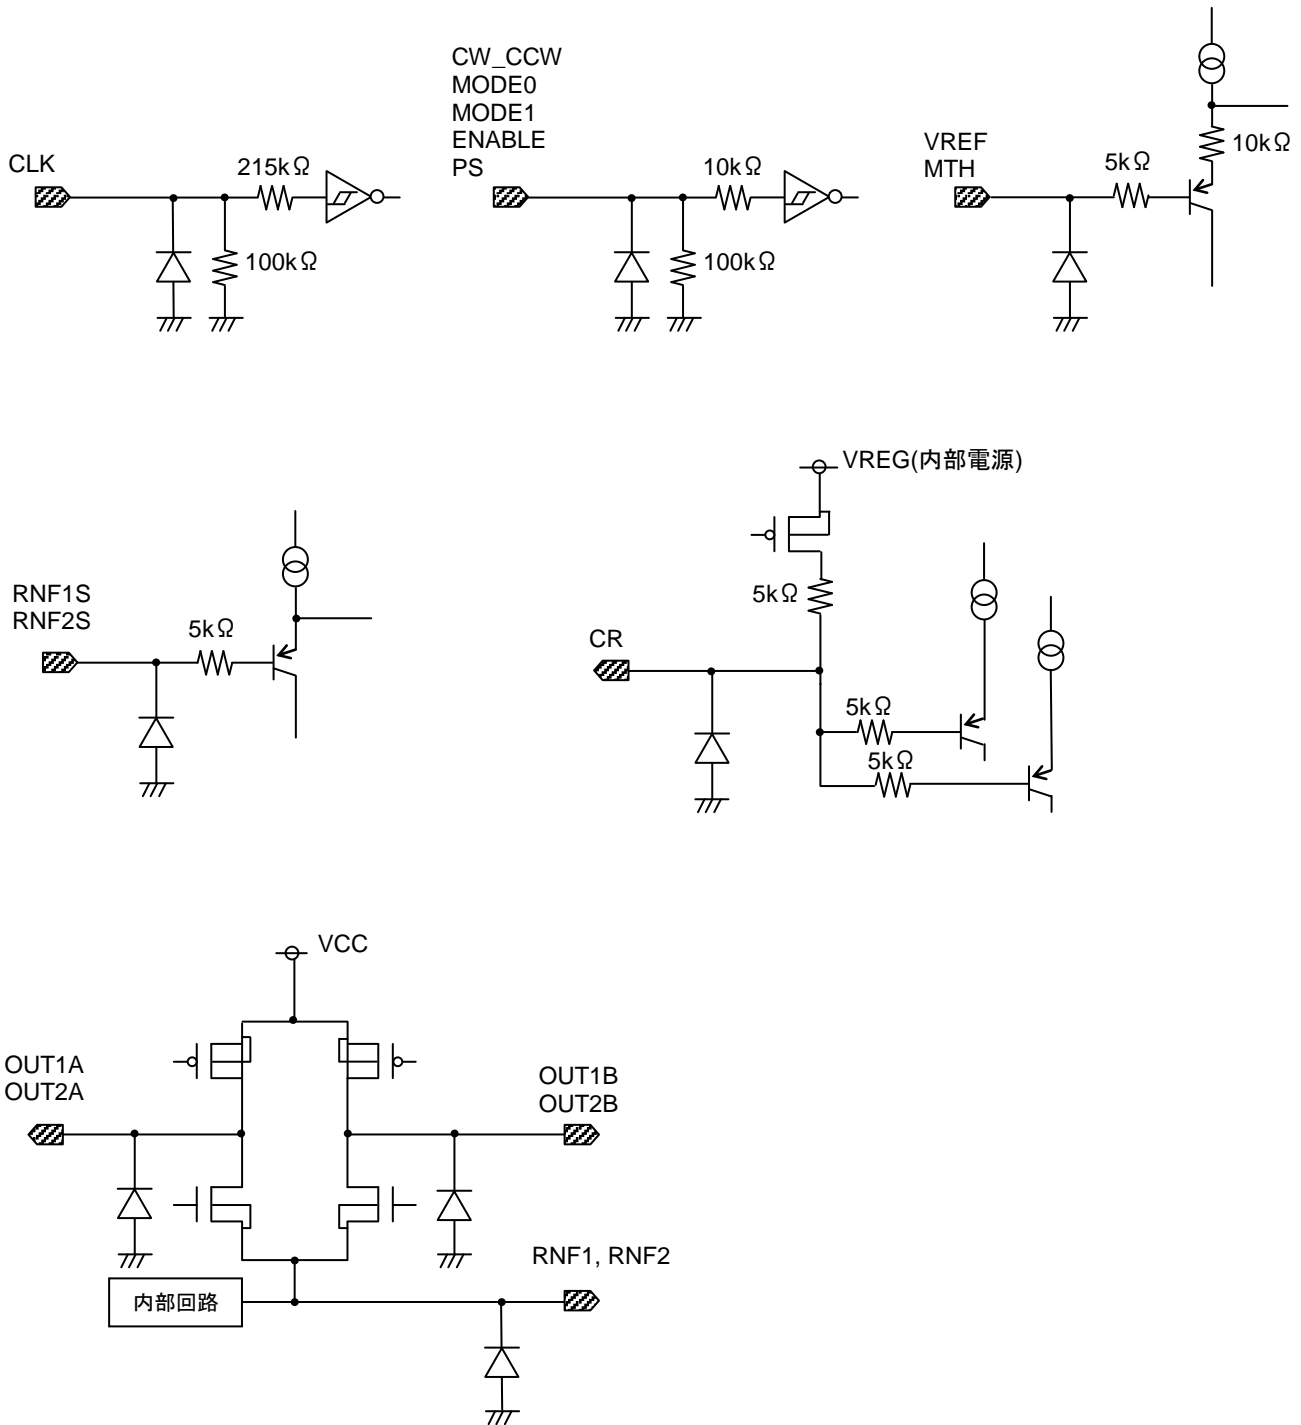 CLK
215kΩ
100kΩ
CW_CCW
MODE0
MODE1
ENABLE
PS
10kΩ
100kΩ
VREF
MTH
5kΩ
10kΩ
RNF1S
RNF2S
5kΩ
VREG(内部電源)
5kΩ
CR
5kΩ
5kΩ
VCC
OUT1A
OUT2A
OUT1B
OUT2B
RNF1, RNF2
内部回路